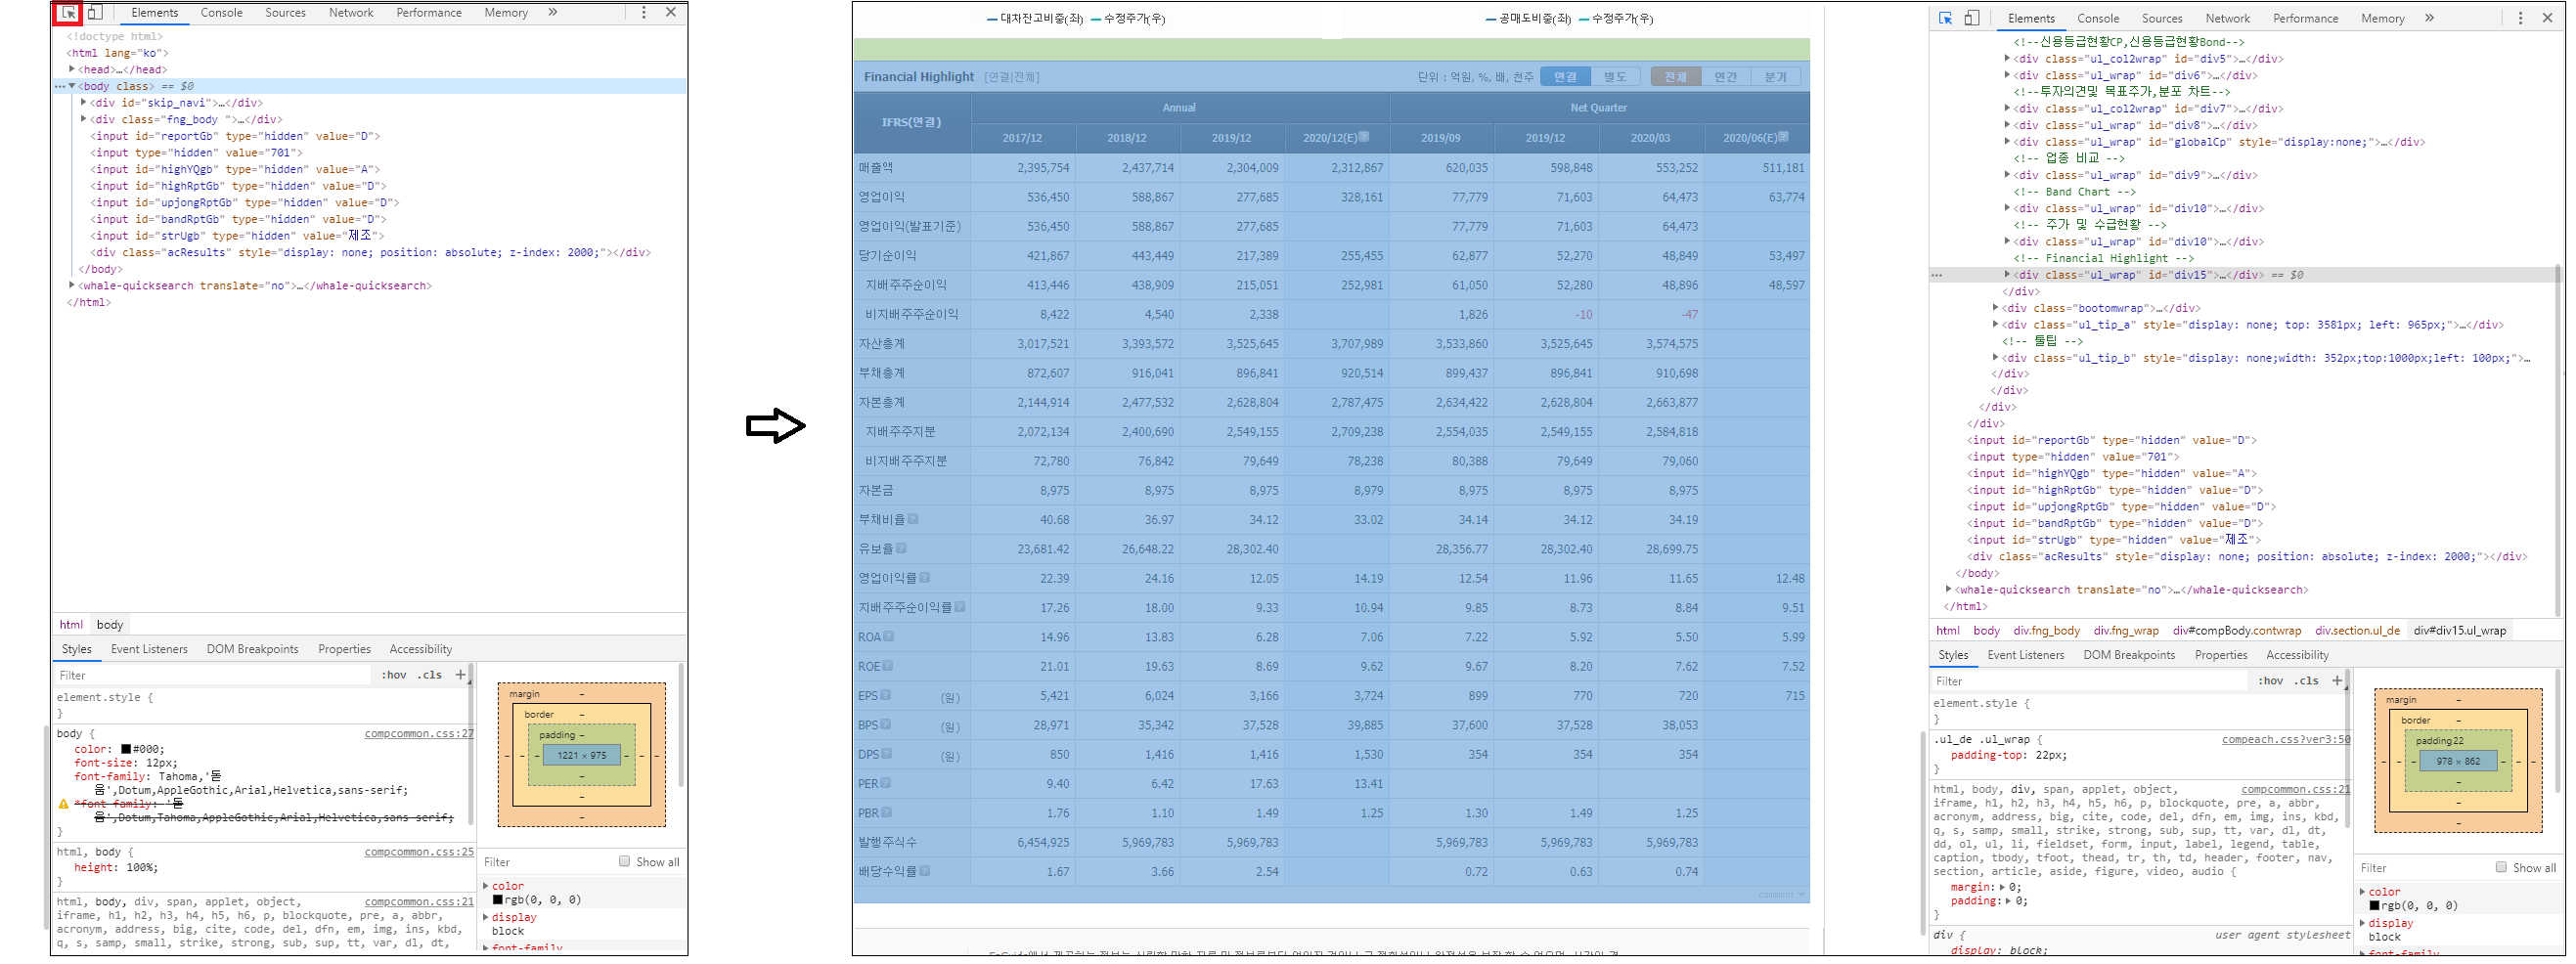 Elements Console Sources Network Performance Memory »
<!doctype html>
<html lang="ko">
<head>…</head>
<body class> == $0
<div id="skip_navi">…</div>
<div class="fng_body ">…</div>
<input id="reportGb" type="hidden" value="D">
<input type="hidden" value="701">
<input id="highYQgb" type="hidden" value="A">
<input id="highRptGb" type="hidden" value="D">
<input id="upjongRptGb" type="hidden" value="D">
<input id="bandRptGb" type="hidden" value="D">
<input id="strUgb" type="hidden" value="제조">
<div class="acResults" style="display: none; position: absolute; z-index: 2000;"></div>
</body>
<whale-quicksearch translate="no">…</whale-quicksearch>
</html>
html body
Styles Event Listeners DOM Breakpoints Properties Accessibility
Filter :hov .cls +
element.style {
}
body { compcommon.css:27
color: #000;
font-size: 12px;
font-family: Tahoma,'돋
움',Dotum,AppleGothic,Arial,Helvetica,sans-serif;
*font-family: '돋
움',Dotum,Tahoma,AppleGothic,Arial,Helvetica,sans-serif;
}
html, body { compcommon.css:25
height: 100%;
}
html, body, div, span, applet, object, compcommon.css:21
iframe, h1, h2, h3, h4, h5, h6, p, blockquote, pre, a, abbr,
acronym, address, big, cite, code, del, dfn, em, img, ins, kbd,
q, s, samp, small, strike, strong, sub, sup, tt, var, dl, dt,
margin –
border –
padding –
– – – 1221 × 975 – – –
–
–
–
Filter Show all
color
rgb(0, 0, 0)
display
block
font-family
대차잔고비중(좌) 수정주가(우) 공매도비중(좌) 수정주가(우)
Financial Highlight [연결|전체] 단위 : 억원, %, 배, 천주 연결 별도 전체 연간 분기
IFRS(연결) Annual Net Quarter
2017/12 2018/12 2019/12 2020/12(E) 2019/09 2019/12 2020/03 2020/06(E)
매출액 2,395,754 2,437,714 2,304,009 2,312,867 620,035 598,848 553,252 511,181
영업이익 536,450 588,867 277,685 328,161 77,779 71,603 64,473 63,774
영업이익(발표기준) 536,450 588,867 277,685 77,779 71,603 64,473
당기순이익 421,867 443,449 217,389 255,455 62,877 52,270 48,849 53,497
지배주주순이익 413,446 438,909 215,051 252,981 61,050 52,280 48,896 48,597
비지배주주순이익 8,422 4,540 2,338 1,826 -10 -47
자산총계 3,017,521 3,393,572 3,525,645 3,707,989 3,533,860 3,525,645 3,574,575
부채총계 872,607 916,041 896,841 920,514 899,437 896,841 910,698
자본총계 2,144,914 2,477,532 2,628,804 2,787,475 2,634,422 2,628,804 2,663,877
지배주주지분 2,072,134 2,400,690 2,549,155 2,709,238 2,554,035 2,549,155 2,584,818
비지배주주지분 72,780 76,842 79,649 78,238 80,388 79,649 79,060
자본금 8,975 8,975 8,975 8,979 8,975 8,975 8,975
부채비율 40.68 36.97 34.12 33.02 34.14 34.12 34.19
유보율 23,681.42 26,648.22 28,302.40 28,356.77 28,302.40 28,699.75
영업이익률 22.39 24.16 12.05 14.19 12.54 11.96 11.65 12.48
지배주주순이익률 17.26 18.00 9.33 10.94 9.85 8.73 8.84 9.51
ROA 14.96 13.83 6.28 7.06 7.22 5.92 5.50 5.99
ROE 21.01 19.63 8.69 9.62 9.67 8.20 7.62 7.52
EPS (원) 5,421 6,024 3,166 3,724 899 770 720 715
BPS (원) 28,971 35,342 37,528 39,885 37,600 37,528 38,053
DPS (원) 850 1,416 1,416 1,530 354 354 354
PER 9.40 6.42 17.63 13.41
PBR 1.76 1.10 1.49 1.25 1.30 1.49 1.25
발행주식수 6,454,925 5,969,783 5,969,783 5,969,783 5,969,783 5,969,783
배당수익률 1.67 3.66 2.54 0.72 0.63 0.74
comment
Elements Console Sources Network Performance Memory »
<!--신용등급현황CP,신용등급현황Bond-->
<div class="ul_col2wrap" id="div5">…</div>
<div class="ul_wrap" id="div6">…</div>
<!--투자의견및 목표주가,분포 차트-->
<div class="ul_col2wrap" id="div7">…</div>
<div class="ul_wrap" id="div8">…</div>
<div class="ul_wrap" id="globalCp" style="display:none;">…</div>
<!-- 업종 비교 -->
<div class="ul_wrap" id="div9">…</div>
<!-- Band Chart -->
<div class="ul_wrap" id="div10">…</div>
<!-- 주가 및 수급현황 -->
<div class="ul_wrap" id="div10">…</div>
<!-- Financial Highlight -->
<div class="ul_wrap" id="div15">…</div> == $0
</div>
<div class="bootomwrap">…</div>
<div class="ul_tip_a" style="display: none; top: 3581px; left: 965px;">…</div>
<!-- 툴팁 -->
<div class="ul_tip_b" style="display: none;width: 352px;top:1000px;left: 100px;">…
</div>
</div>
</div>
</div>
<input id="reportGb" type="hidden" value="D">
<input type="hidden" value="701">
<input id="highYQgb" type="hidden" value="A">
<input id="highRptGb" type="hidden" value="D">
<input id="upjongRptGb" type="hidden" value="D">
<input id="bandRptGb" type="hidden" value="D">
<input id="strUgb" type="hidden" value="제조">
<div class="acResults" style="display: none; position: absolute; z-index: 2000;"></div>
</body>
<whale-quicksearch translate="no">…</whale-quicksearch>
</html>
html body div.fng_body div.fng_wrap div#compBody.contwrap div.section.ul_de div#div15.ul_wrap
Styles Event Listeners DOM Breakpoints Properties Accessibility
Filter :hov .cls +
element.style {
}
.ul_de .ul_wrap { compeach.css?ver3:50
padding-top: 22px;
}
html, body, div, span, applet, object, compcommon.css:21
iframe, h1, h2, h3, h4, h5, h6, p, blockquote, pre, a, abbr,
acronym, address, big, cite, code, del, dfn, em, img, ins, kbd,
q, s, samp, small, strike, strong, sub, sup, tt, var, dl, dt,
dd, ol, ul, li, fieldset, form, input, label, legend, table,
caption, tbody, tfoot, thead, tr, th, td, header, footer, nav,
section, article, aside, figure, video, audio {
margin: 0;
padding: 0;
}
div { user agent stylesheet
display: block;
margin –
border –
padding 22
– – – 978 × 862 – – –
–
–
–
Filter Show all
color
rgb(0, 0, 0)
display
block